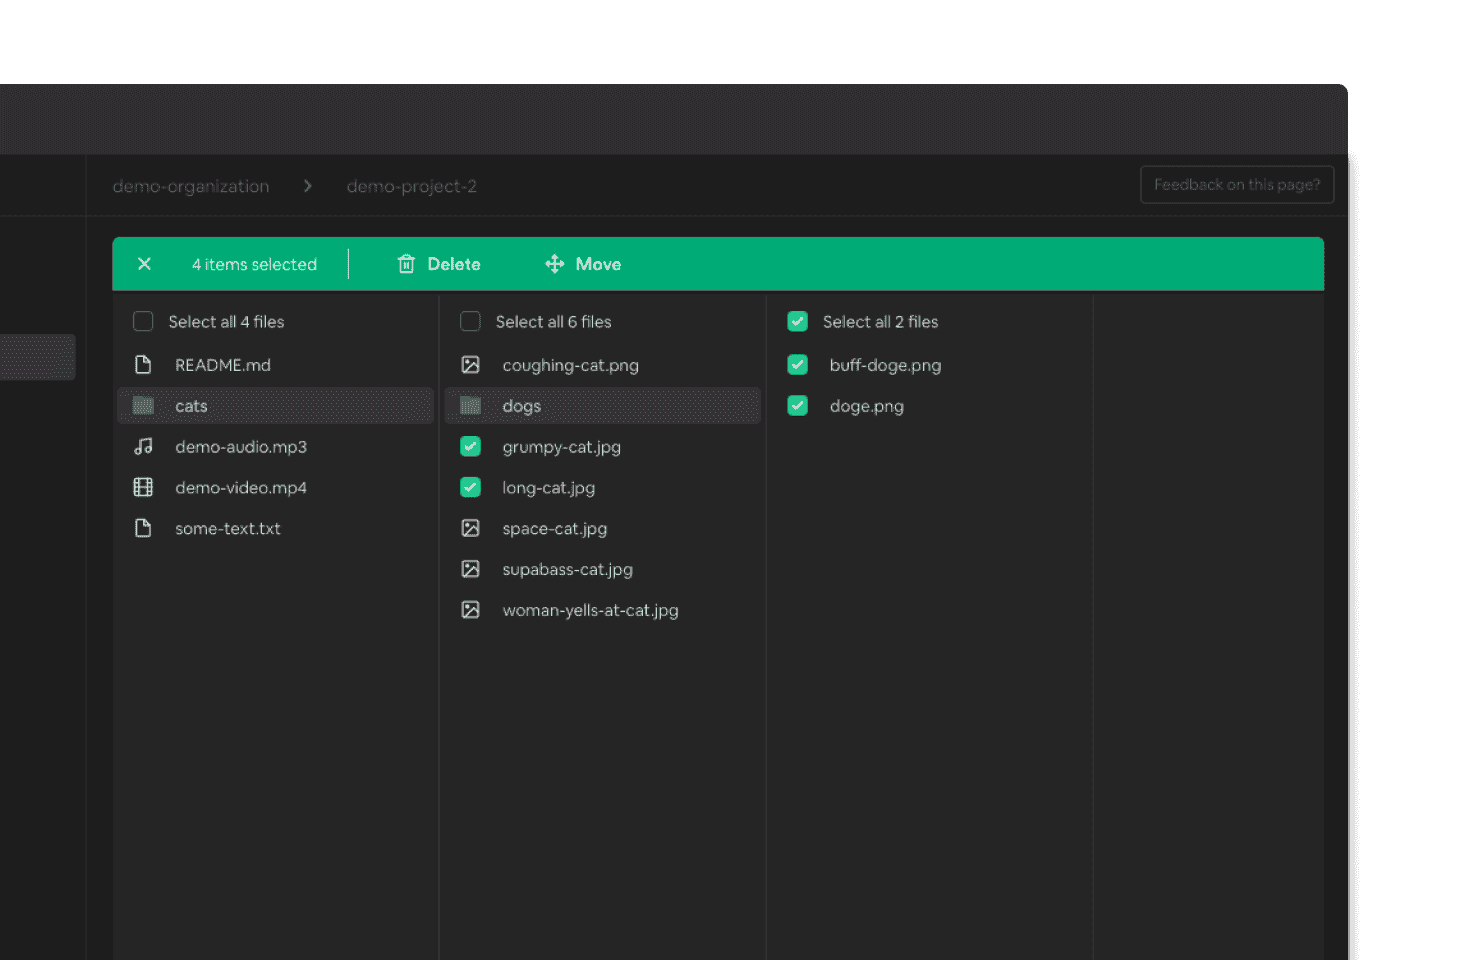 demo-organization > demo-project-2
Feedback on this page?
4 items selected
Delete
Move
Select all 4 files
README.md
cats
demo-audio.mp3
demo-video.mp4
some-text.txt
Select all 6 files
coughing-cat.png
dogs
grumpy-cat.jpg
long-cat.jpg
space-cat.jpg
supabass-cat.jpg
woman-yells-at-cat.jpg
Select all 2 files
buff-doge.png
doge.png